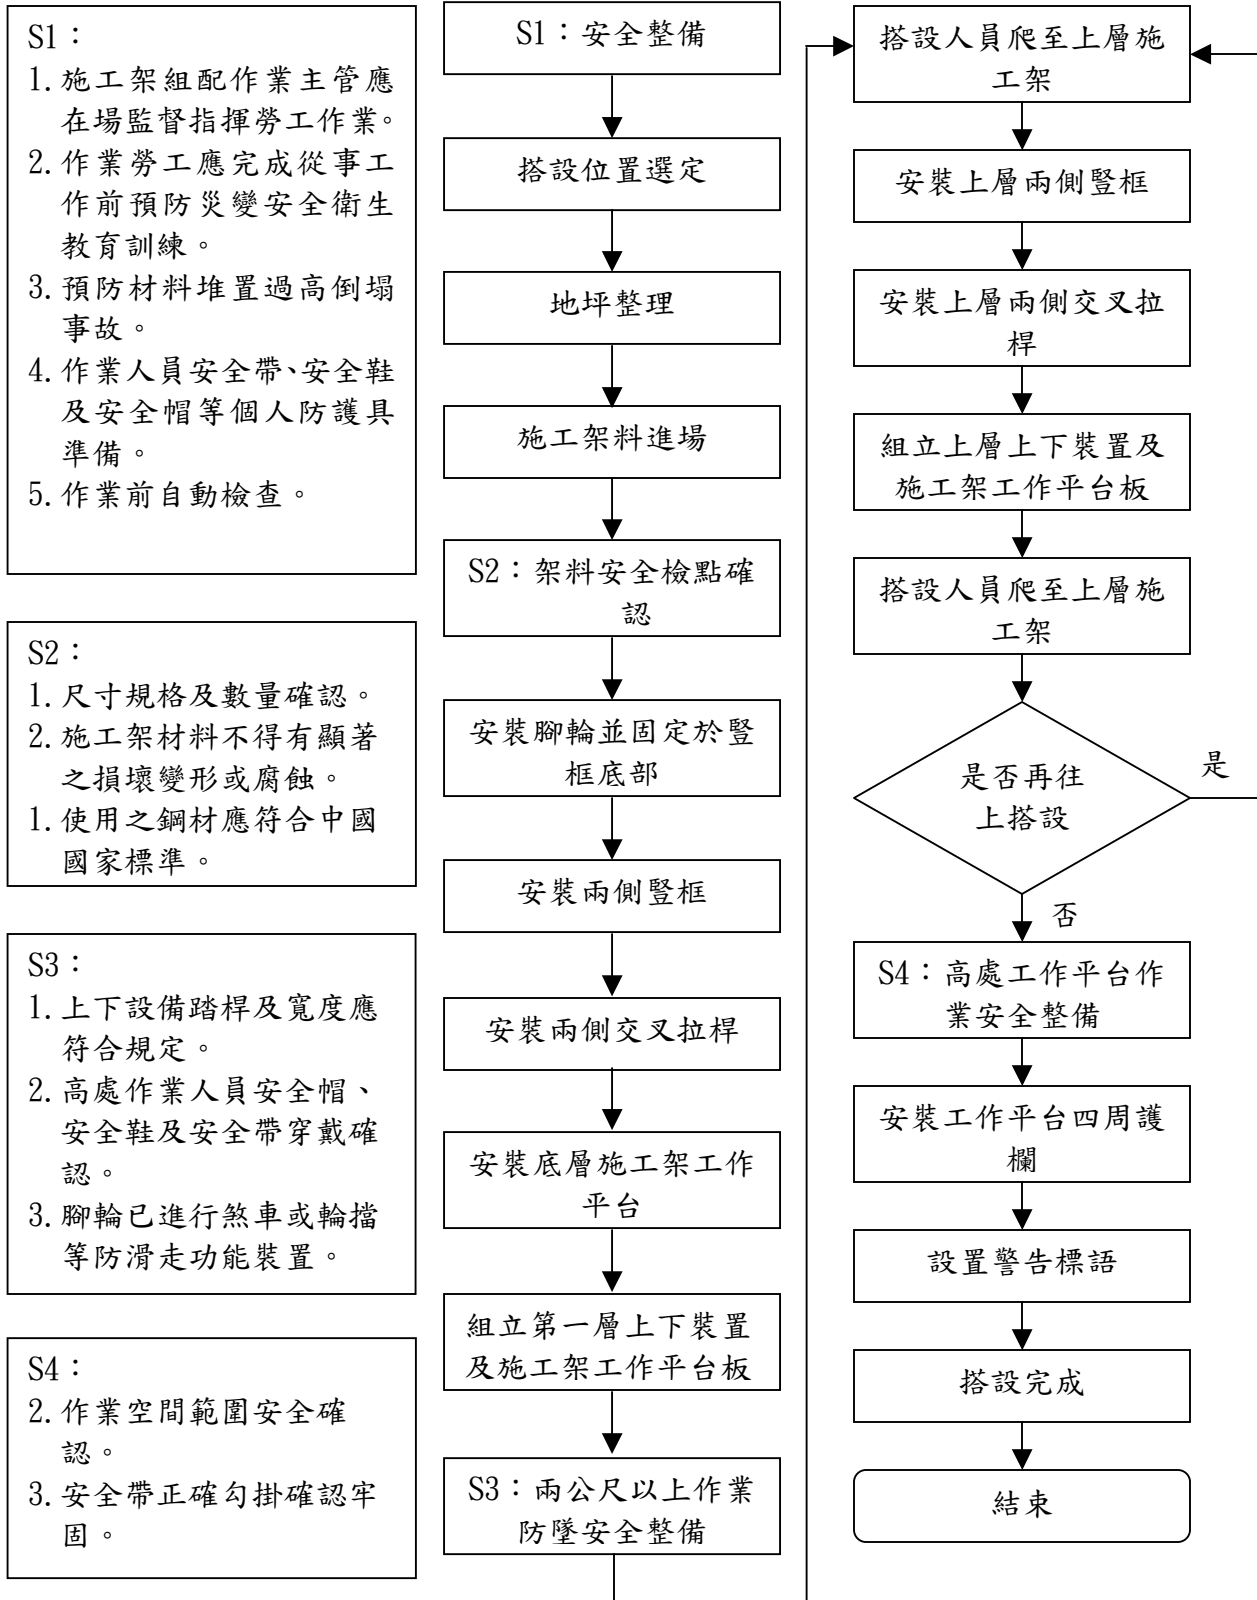 S1：
1.施工架組配作業主管應
在場監督指揮勞工作業。
2.作業勞工應完成從事工
作前預防災變安全衛生
教育訓練。
3.預防材料堆置過高倒塌
事故。
4.作業人員安全帶、安全鞋
及安全帽等個人防護具
準備。
5.作業前自動檢查。
S2：
1.尺寸規格及數量確認。
2.施工架材料不得有顯著
之損壞變形或腐蝕。
1.使用之鋼材應符合中國
國家標準。
S3：
1.上下設備踏桿及寬度應
符合規定。
2.高處作業人員安全帽、
安全鞋及安全帶穿戴確
認。
3.腳輪已進行煞車或輪擋
等防滑走功能裝置。
S4：
2.作業空間範圍安全確
認。
3.安全帶正確勾掛確認牢
固。
S1：安全整備
搭設位置選定
地坪整理
施工架料進場
S2：架料安全檢點確
認
安裝腳輪並固定於豎
框底部
安裝兩側豎框
安裝兩側交叉拉桿
安裝底層施工架工作
平台
組立第一層上下裝置
及施工架工作平台板
S3：兩公尺以上作業
防墜安全整備
搭設人員爬至上層施
工架
安裝上層兩側豎框
安裝上層兩側交叉拉
桿
組立上層上下裝置及
施工架工作平台板
搭設人員爬至上層施
工架
是否再往
上搭設
是
否
S4：高處工作平台作
業安全整備
安裝工作平台四周護
欄
設置警告標語
搭設完成
結束